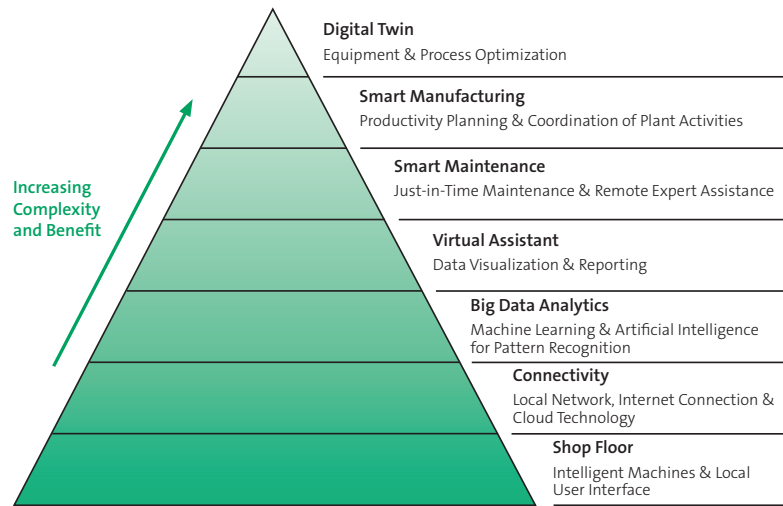 Digital Twin
Equipment & Process Optimization
Smart Manufacturing
Productivity Planning & Coordination of Plant Activities
Smart Maintenance
Just-in-Time Maintenance & Remote Expert Assistance
Increasing
Complexity
and Benefit
Virtual Assistant
Data Visualization & Reporting
Big Data Analytics
Machine Learning & Artificial Intelligence
for Pattern Recognition
Connectivity
Local Network, Internet Connection &
Cloud Technology
Shop Floor
Intelligent Machines & Local
User Interface